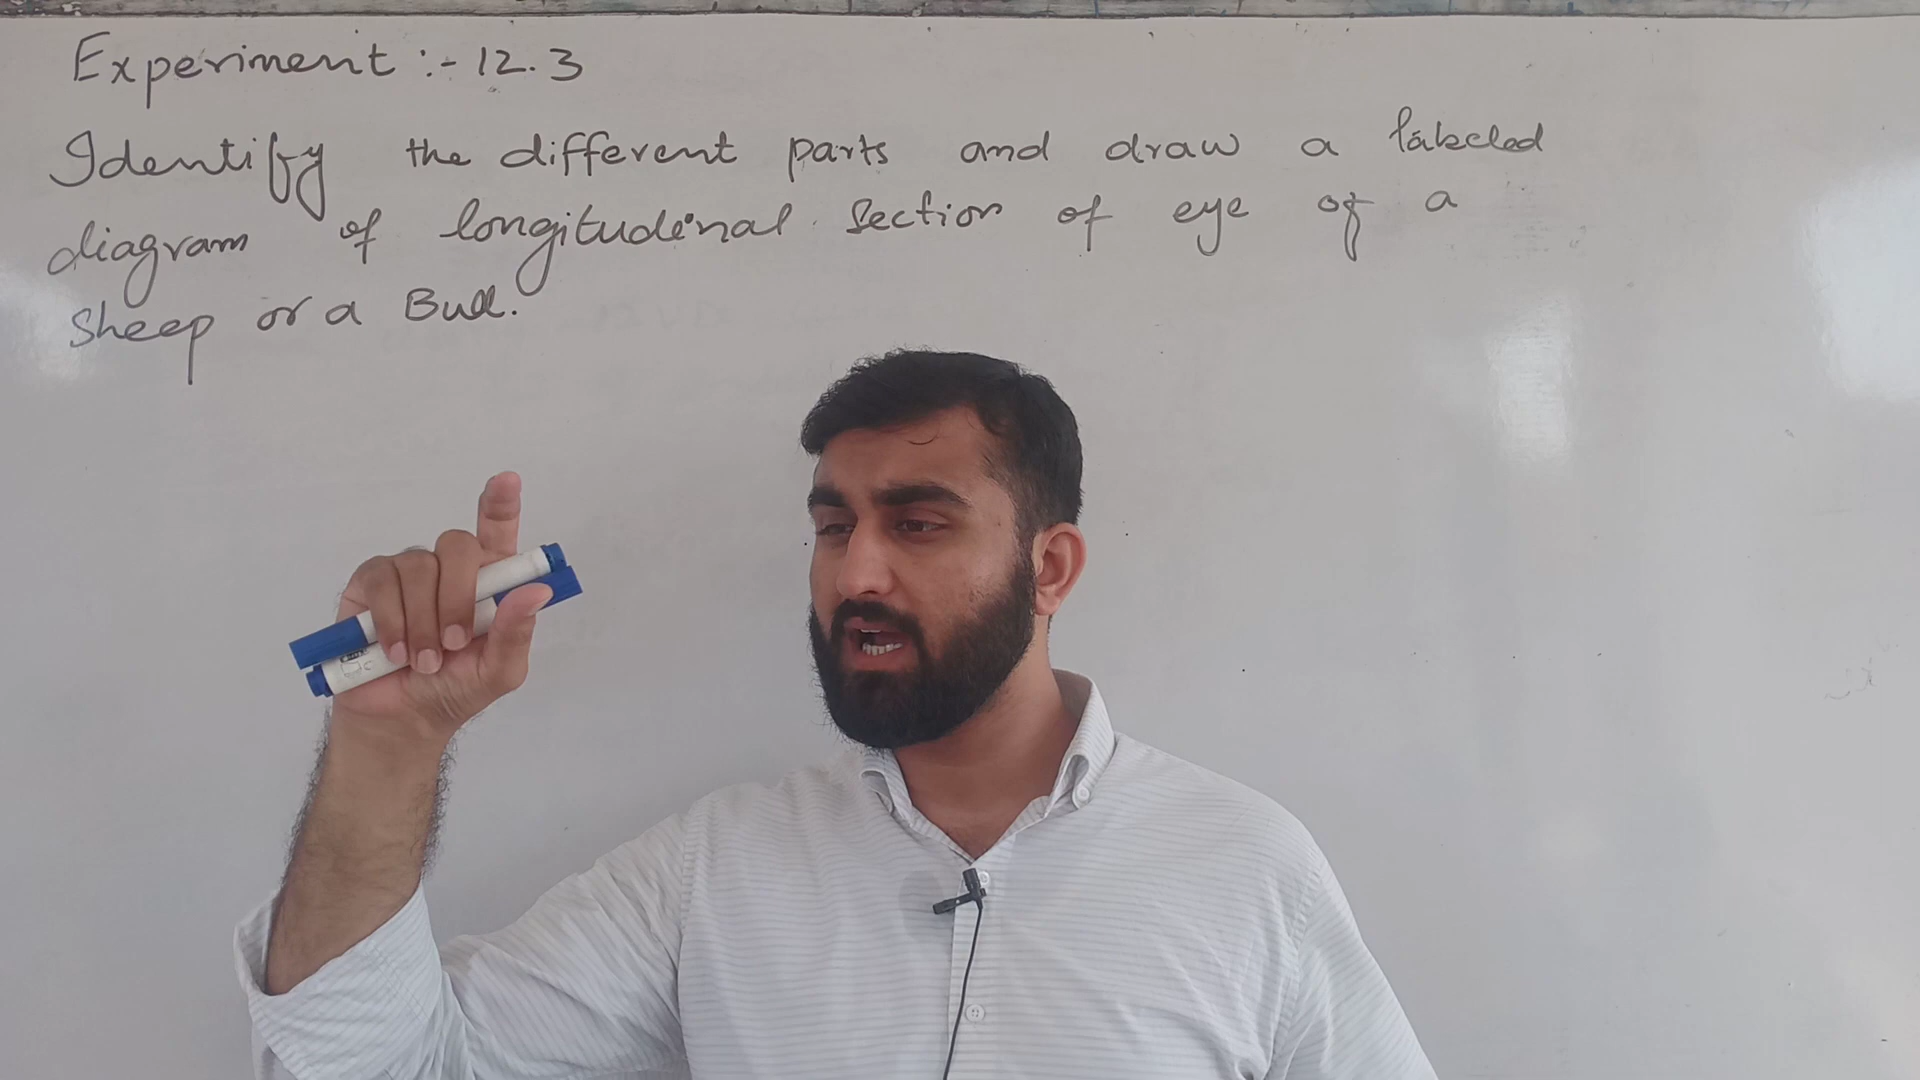 Experiment :- 12.3
Identify the different parts and draw a labeled
diagram of longitudinal section of eye of a
Sheep or a Bull.